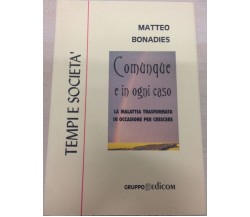 MATTEO
BONADIES
TEMPI E SOCIETA'
Comunque
e in ogni caso
LA MALATTIA TRASFORMATA
IN OCCASIONE PER CRESCERE
GRUPPO EDICOM